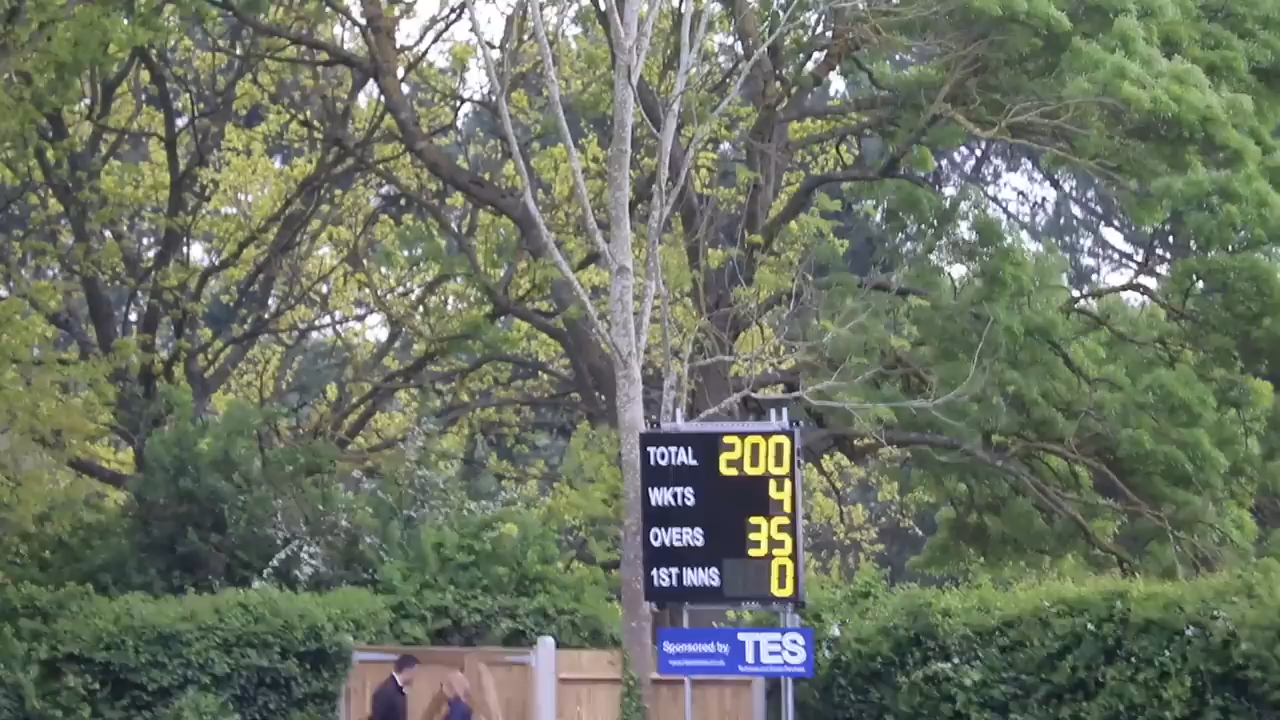 TOTAL 200
WKTS 4
OVERS 35
1ST INNS 0
Sponsored by TES